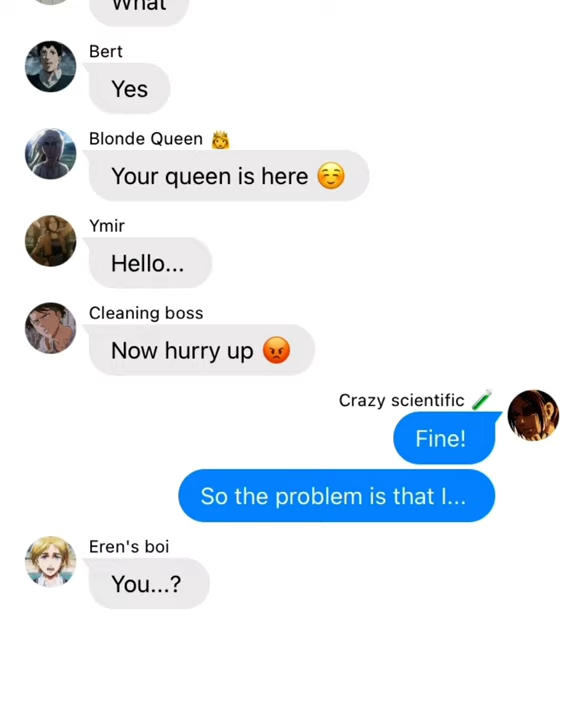 What
Bert
Yes
Blonde Queen 👸
Your queen is here ☺️
Ymir
Hello...
Cleaning boss
Now hurry up 😡
Crazy scientific 🧪
Fine!
So the problem is that I...
Eren's boi
You...?